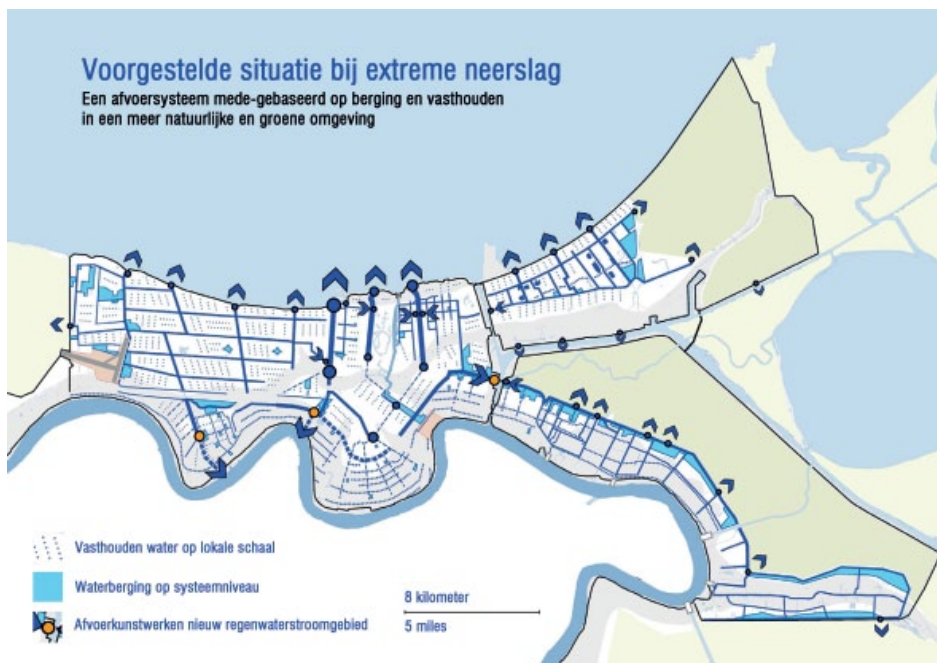 Voorgestelde situatie bij extreme neerslag
Een afvoersysteem mede-gebaseerd op berging en vasthouden
in een meer natuurlijke en groene omgeving
Vasthouden water op lokale schaal
Waterberging op systeemniveau
Afvoerkunstwerken nieuw regenwaterstroomgebied
8 kilometer
5 miles